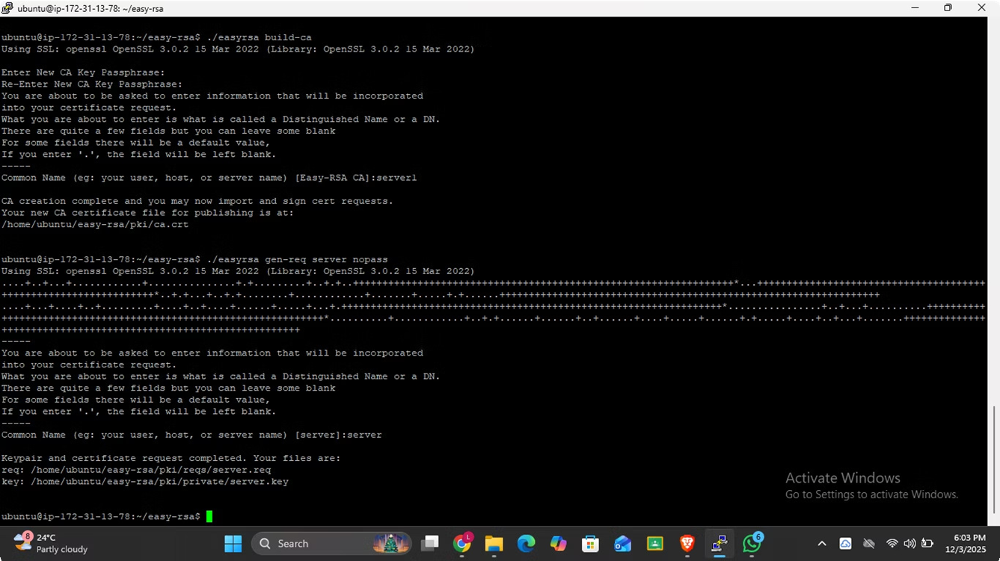 ubuntu@ip-172-31-13-78: ~/easy-rsa
ubuntu@ip-172-31-13-78:~/easy-rsa$ ./easyrsa build-ca
Using SSL: openssl OpenSSL 3.0.2 15 Mar 2022 (Library: OpenSSL 3.0.2 15 Mar 2022)
Enter New CA Key Passphrase:
Re-Enter New CA Key Passphrase:
You are about to be asked to enter information that will be incorporated
into your certificate request.
What you are about to enter is what is called a Distinguished Name or a DN.
There are quite a few fields but you can leave some blank
For some fields there will be a default value,
If you enter '.', the field will be left blank.
-----
Common Name (eg: your user, host, or server name) [Easy-RSA CA]:server1
CA creation complete and you may now import and sign cert requests.
Your new CA certificate file for publishing is at:
/home/ubuntu/easy-rsa/pki/ca.crt
ubuntu@ip-172-31-13-78:~/easy-rsa$ ./easyrsa gen-req server nopass
Using SSL: openssl OpenSSL 3.0.2 15 Mar 2022 (Library: OpenSSL 3.0.2 15 Mar 2022)
-----
You are about to be asked to enter information that will be incorporated
into your certificate request.
What you are about to enter is what is called a Distinguished Name or a DN.
There are quite a few fields but you can leave some blank
For some fields there will be a default value,
If you enter '.', the field will be left blank.
-----
Common Name (eg: your user, host, or server name) [server]:server
Keypair and certificate request completed. Your files are:
req: /home/ubuntu/easy-rsa/pki/reqs/server.req
key: /home/ubuntu/easy-rsa/pki/private/server.key
ubuntu@ip-172-31-13-78:~/easy-rsa$
Activate Windows
Go to Settings to activate Windows.
8
24°C
Partly cloudy
Search
L
6
6:03 PM
12/3/2025